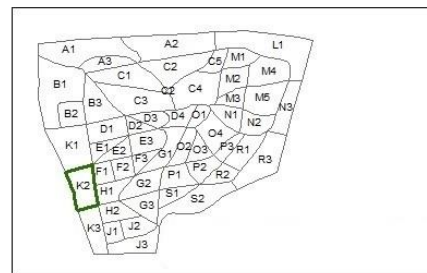 A1 A2 L1
A3 C2 C5 M1
B1 C1 M2 M4
B3 C3 C2 C4 M3 M5 N3
B2 D3 D4 O1 N1 N2
K1 D1 D2 E3 O4
E1 E2 F3 G1 O2 O3 P3 R1
K2 F1 F2 P1 P2 R2 R3
H1 G2 S1 S2
H2 G3
K3 J1 J2
J3